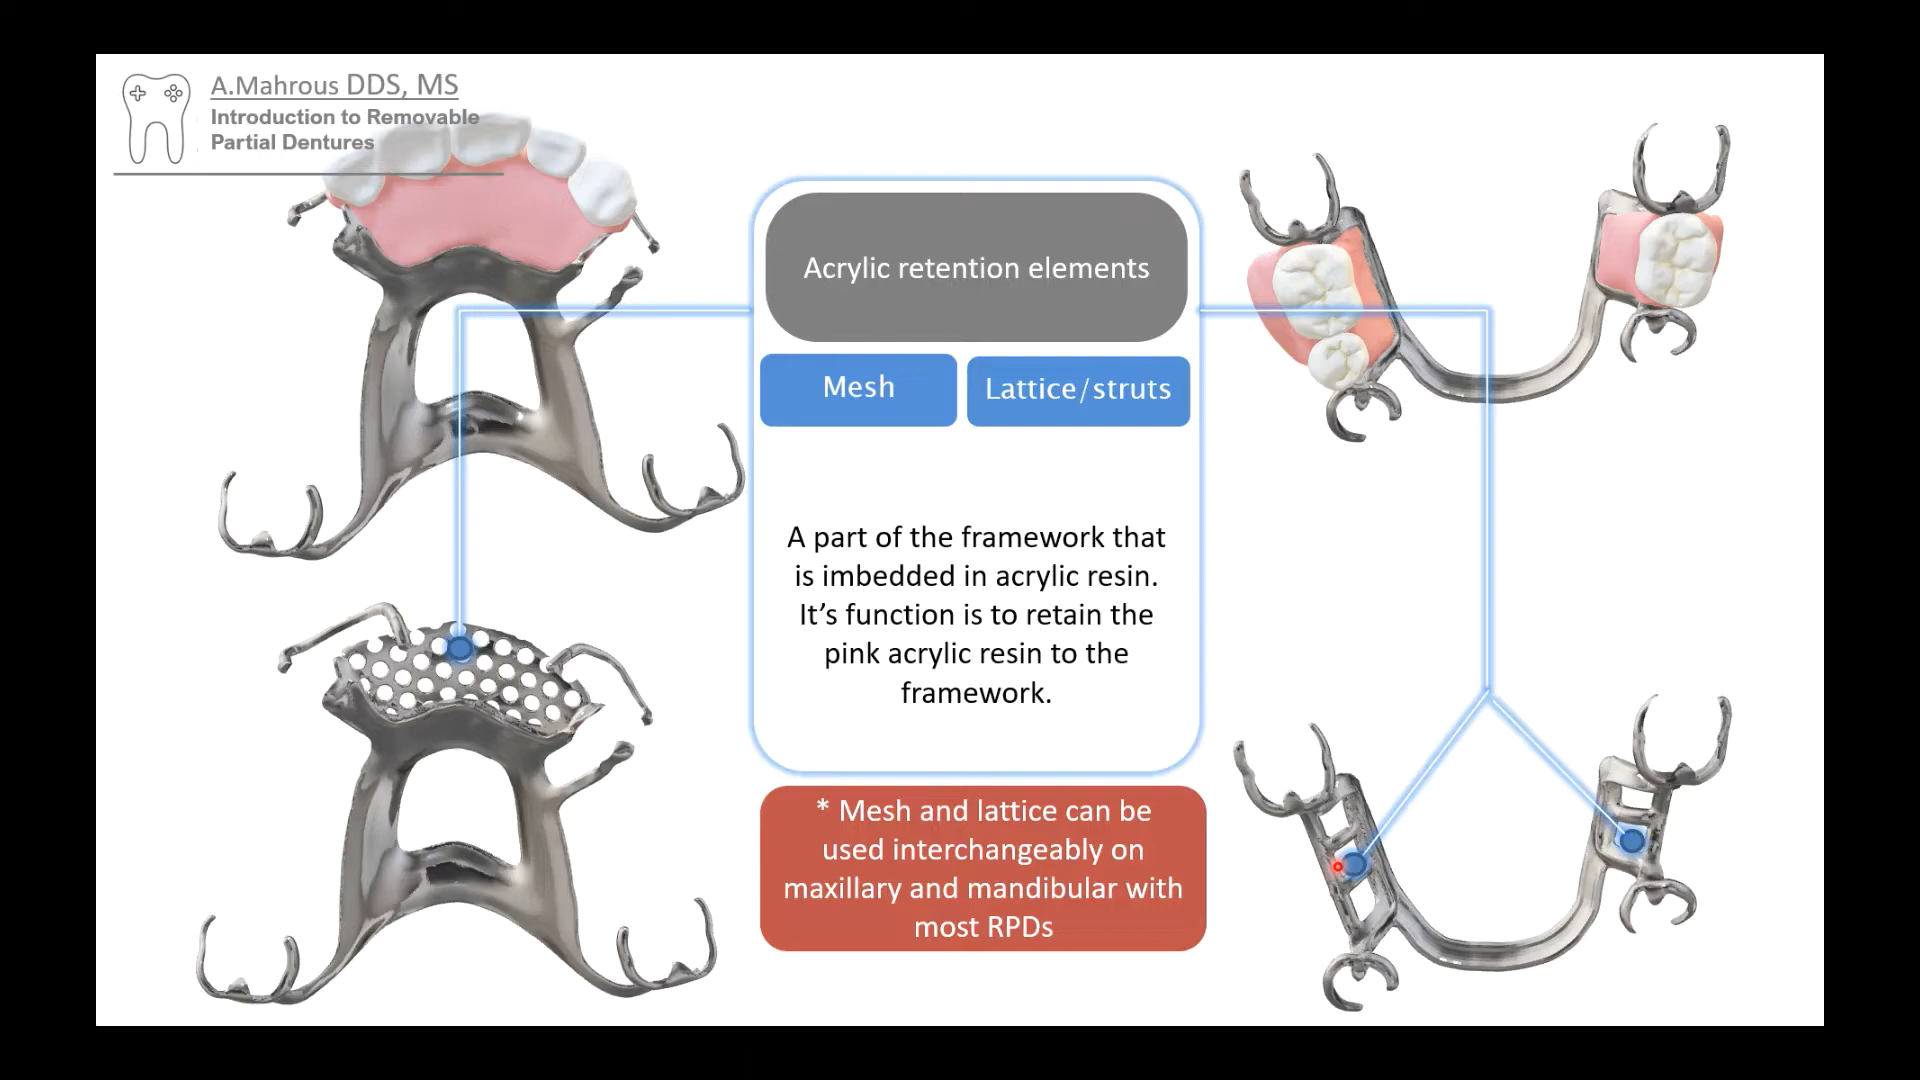 A.Mahrous DDS, MS
Introduction to Removable
Partial Dentures
Acrylic retention elements
Mesh
Lattice/struts
A part of the framework that
is imbedded in acrylic resin.
It’s function is to retain the
pink acrylic resin to the
framework.
* Mesh and lattice can be
used interchangeably on
maxillary and mandibular with
most RPDs